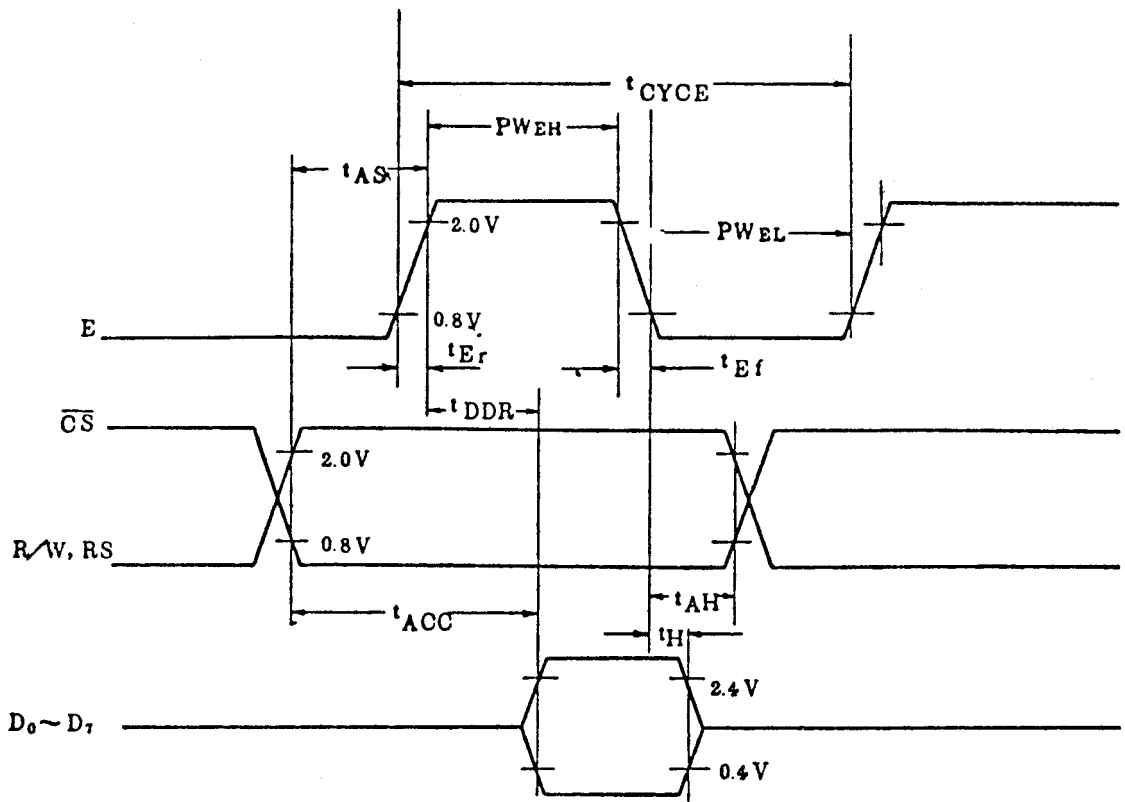 tCYCE
PWEH
tAS
2.0V
PWEL
E
0.8V
tEr
tEf
tDDR
CS
2.0V
R/W, RS
0.8V
tAH
tACC
tH
2.4V
D0~D7
0.4V